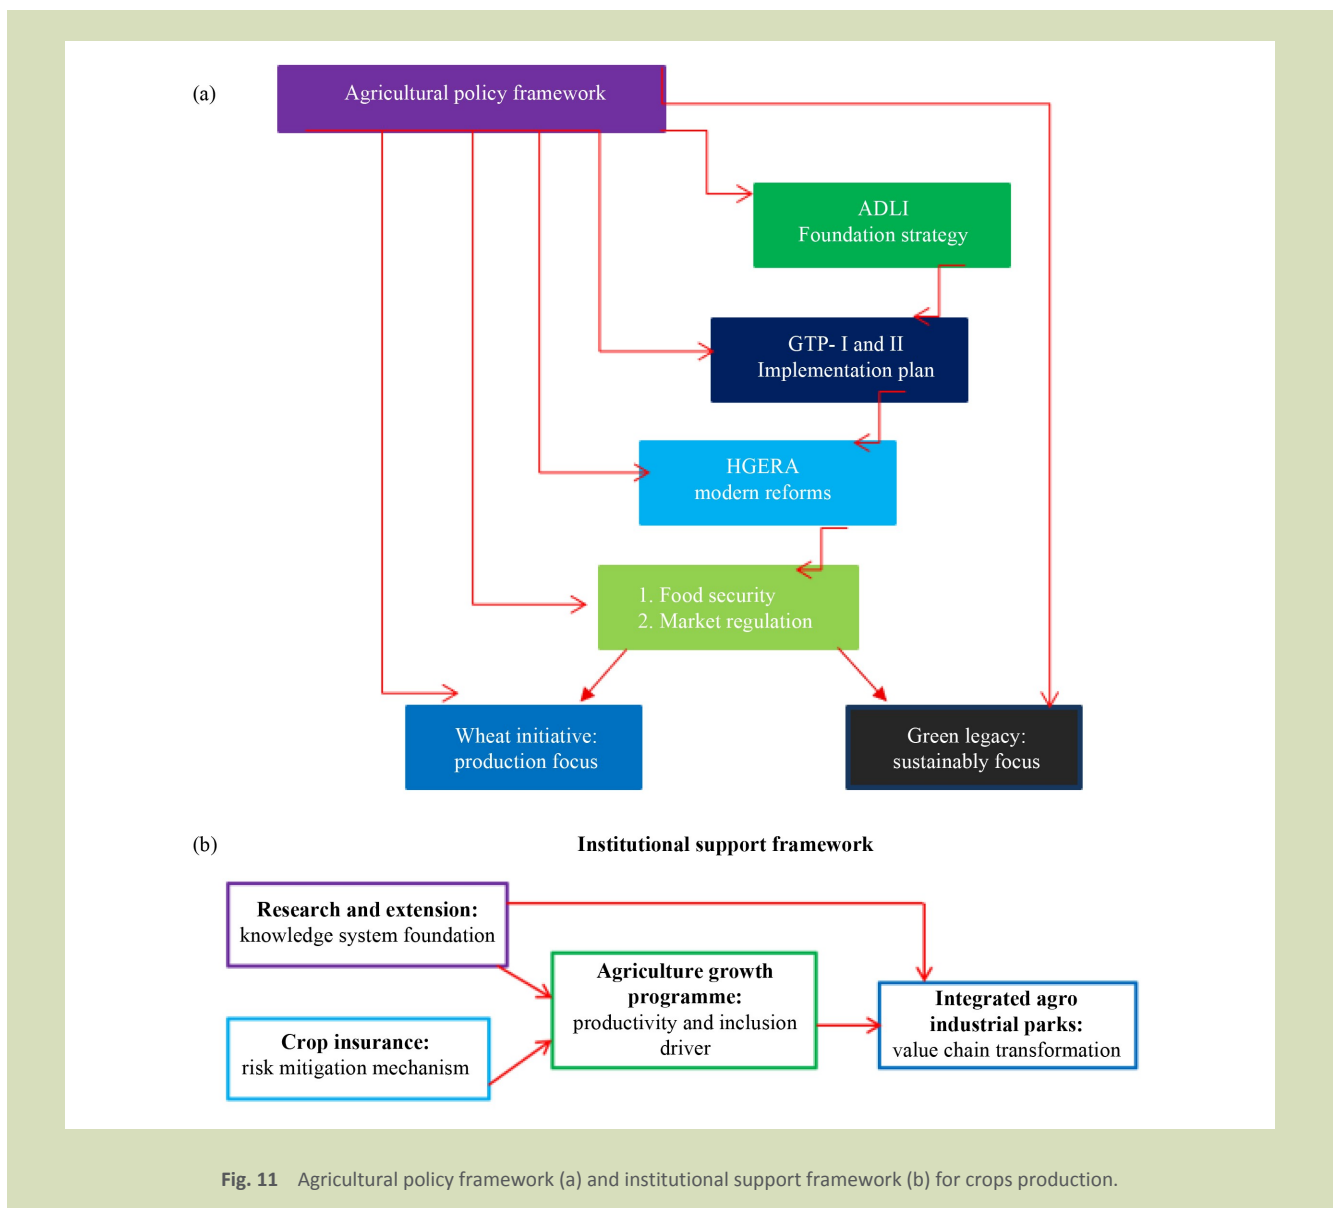 (a)
Agricultural policy framework
ADLI
Foundation strategy
GTP- I and II
Implementation plan
HGERA
modern reforms
1. Food security
2. Market regulation
Wheat initiative:
production focus
Green legacy:
sustainably focus
(b)
Institutional support framework
Research and extension:
knowledge system foundation
Crop insurance:
risk mitigation mechanism
Agriculture growth
programme:
productivity and inclusion
driver
Integrated agro
industrial parks:
value chain transformation
Fig. 11 Agricultural policy framework (a) and institutional support framework (b) for crops production.